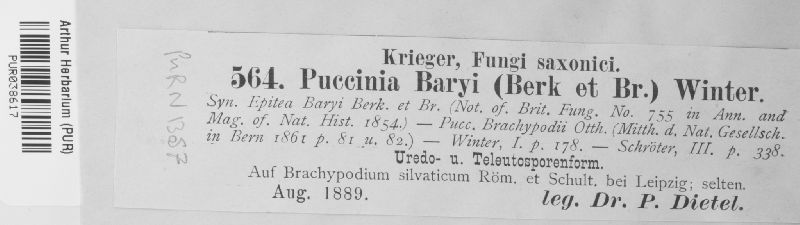 Arthur Herbarium (PUR)
PUR038617
PURN1387
Krieger, Fungi saxonici.
564. Puccinia Baryi (Berk et Br.) Winter.
Syn. Epitea Baryi Berk. et Br. (Not. of. Brit. Fung. No. 755 in Ann. and
Mag. of. Nat. Hist. 1854.) — Pucc. Brachypodii Otth. (Mitth. d. Nat. Gesellsch.
in Bern 1861 p. 81 u. 82.) — Winter, I. p. 178. — Schröter, III. p. 338.
Uredo- u. Teleutosporenform.
Auf Brachypodium silvaticum Röm. et Schult. bei Leipzig; selten.
Aug. 1889.
leg. Dr. P. Dietel.